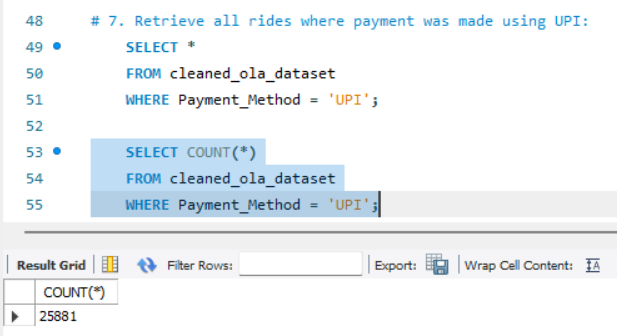 48 # 7. Retrieve all rides where payment was made using UPI:
49 SELECT *
50 FROM cleaned_ola_dataset
51 WHERE Payment_Method = 'UPI';
52
53 SELECT COUNT(*)
54 FROM cleaned_ola_dataset
55 WHERE Payment_Method = 'UPI';
Result Grid Filter Rows: Export: Wrap Cell Content: IA
COUNT(*)
25881